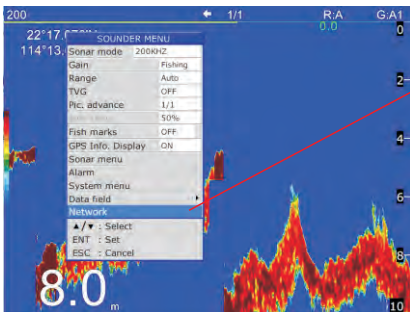 200 1/1 R:A G:A1
0.0
0
22°17.
SOUNDER MENU
114°13.
Sonar mode 200KHZ
Gain Fishing
Range Auto
2
TVG OFF
Pic. advance 1/1
50%
Fish marks OFF
4
GPS Info. Display ON
Sonar menu
Alarm
System menu
6
Data field
Network
▲/▼ : Select
ENT : Set
ESC : Cancel
8
8.0 m
10